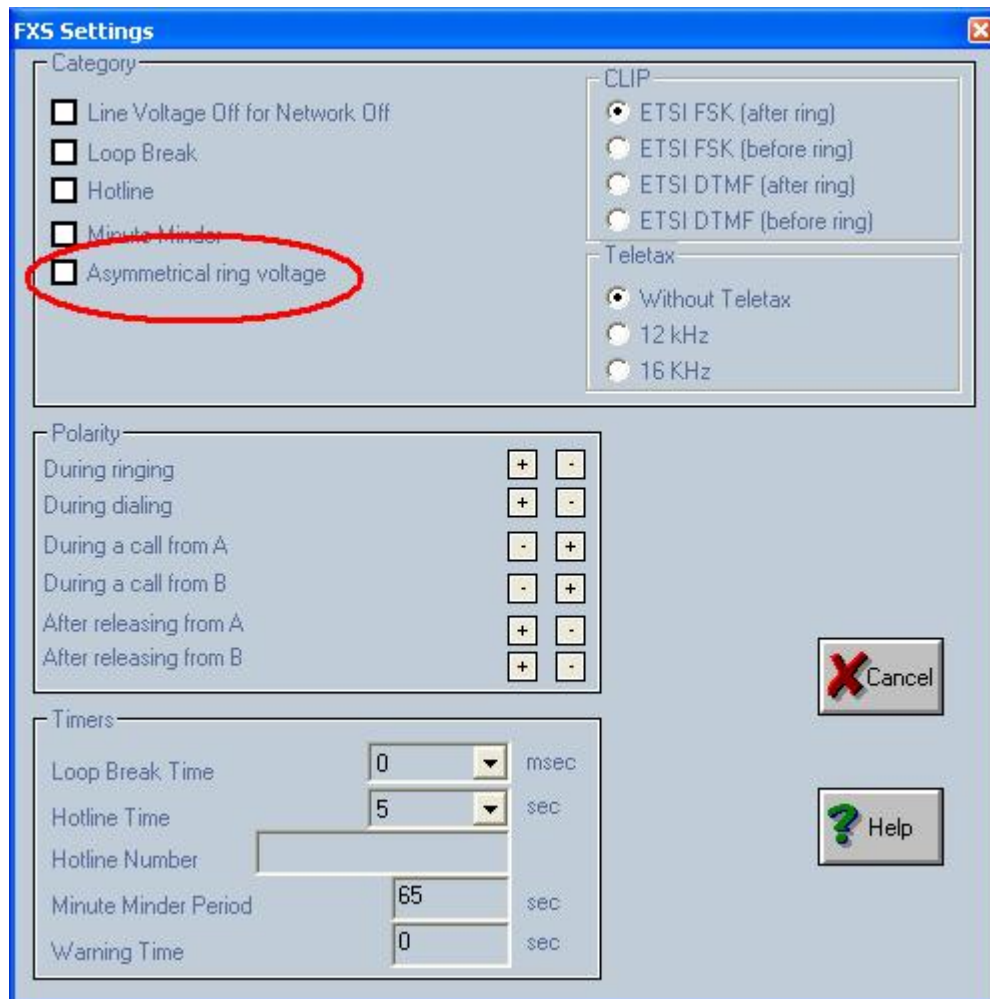 FXS Settings
Category
Line Voltage Off for Network Off
Loop Break
Hotline
Minute Minder
Asymmetrical ring voltage
CLIP
ETSI FSK (after ring)
ETSI FSK (before ring)
ETSI DTMF (after ring)
ETSI DTMF (before ring)
Teletax
Without Teletax
12 kHz
16 KHz
Polarity
During ringing + -
During dialing + -
During a call from A - +
During a call from B - +
After releasing from A + -
After releasing from B + -
Cancel
Timers
Loop Break Time 0 msec
Hotline Time 5 sec
Hotline Number
Minute Minder Period 65 sec
Warning Time 0 sec
Help